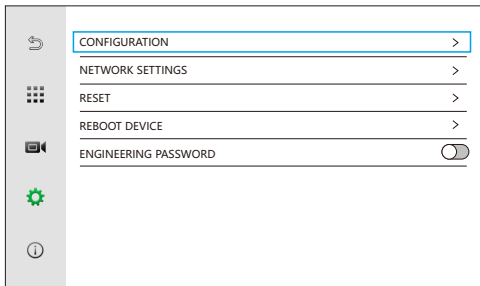 CONFIGURATION
NETWORK SETTINGS
RESET
REBOOT DEVICE
ENGINEERING PASSWORD